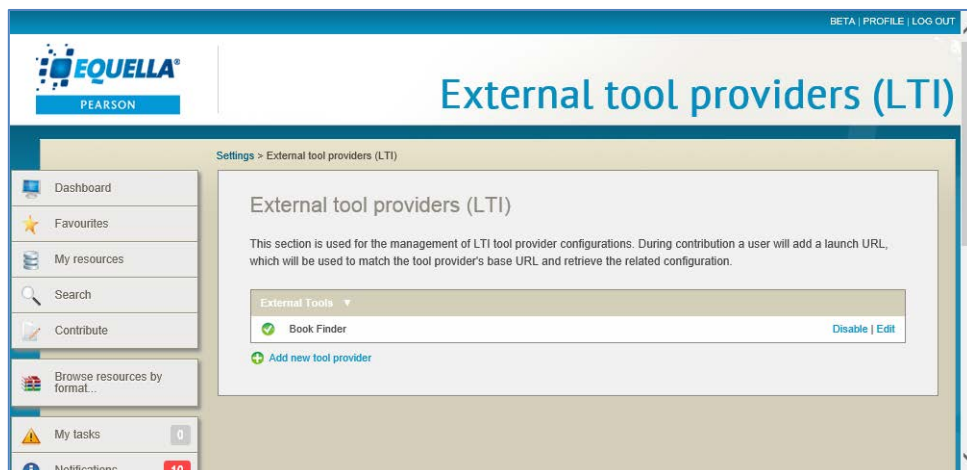 BETA | PROFILE | LOG OUT
EQUELLA®
PEARSON
External tool providers (LTI)
Settings > External tool providers (LTI)
Dashboard
Favourites
My resources
Search
Contribute
Browse resources by
format...
My tasks 0
Notifications 10
External tool providers (LTI)
This section is used for the management of LTI tool provider configurations. During contribution a user will add a launch URL,
which will be used to match the tool provider's base URL and retrieve the related configuration.
External Tools
Book Finder Disable | Edit
Add new tool provider